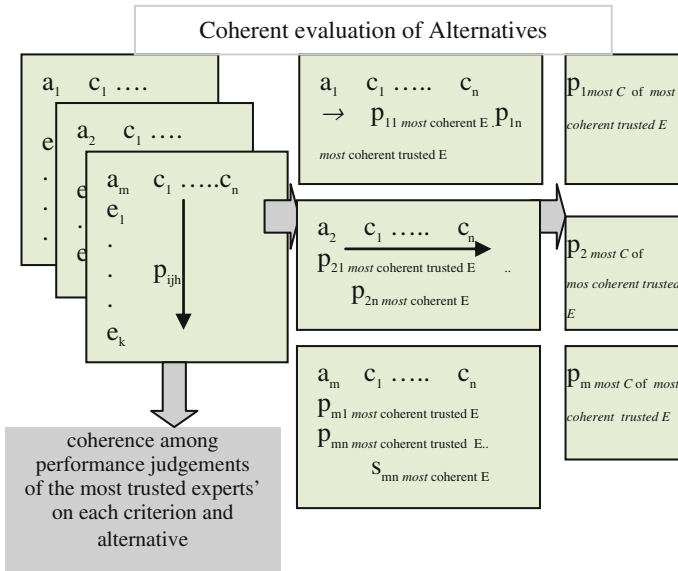 Coherent evaluation of Alternatives
a1 c1 ….
e
.
.
.
a2 c1 ….
e
.
e
am c1 …..cn
e1
.
.
pijh
.
ek
coherence among
performance judgements
of the most trusted experts'
on each criterion and
alternative
a1 c1 ….. cn
→ p11 most coherent E .p1n
most coherent trusted E
a2 c1 ….. cn
p21 most coherent trusted E ..
p2n most coherent E
am c1 ….. cn
pm1 most coherent trusted E
pmn most coherent trusted E..
smn most coherent E
p1most C of most
coherent trusted E
p2 most C of
mos coherent trusted
E
pm most C of most
coherent trusted E